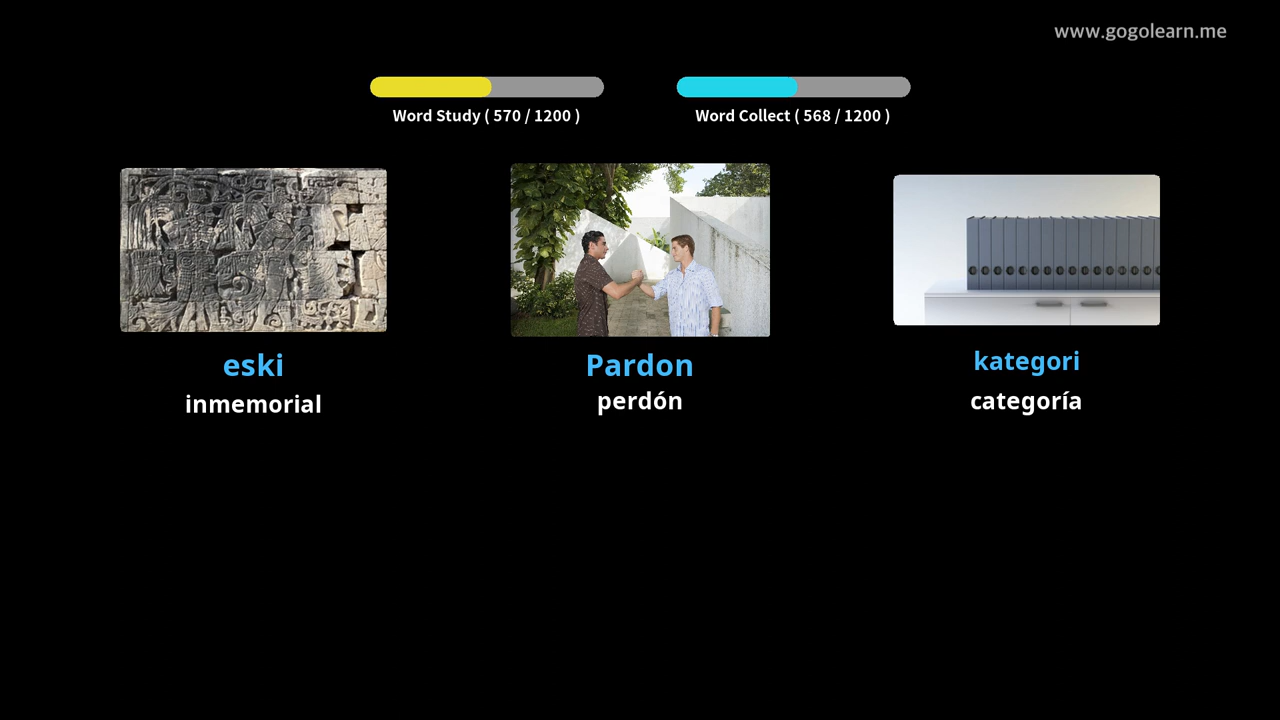 www.gogolearn.me
Word Study ( 570 / 1200 )
Word Collect ( 568 / 1200 )
eski
inmemorial
Pardon
perdón
kategori
categoría